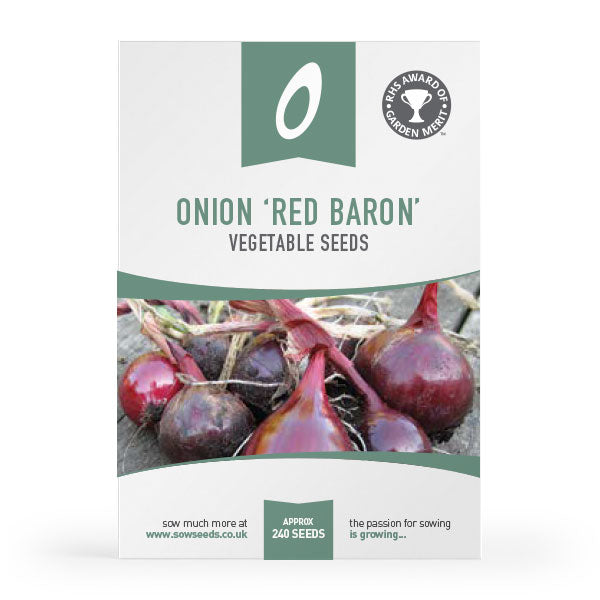 RHS AWARD OF
GARDEN MERIT
™
ONION ‘RED BARON’
VEGETABLE SEEDS
sow much more at
www.sowseeds.co.uk
APPROX
240 SEEDS
the passion for sowing
is growing...